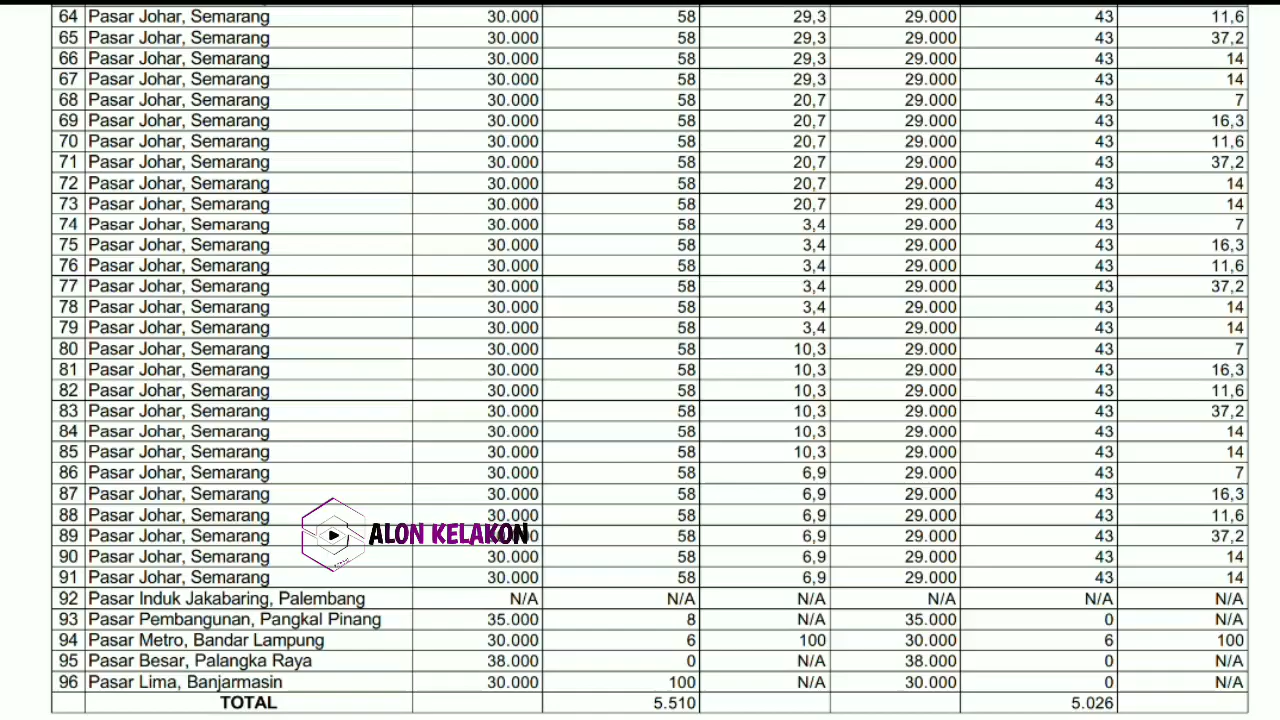 64 Pasar Johar, Semarang 30.000 58 29,3 29.000 43 11,6
65 Pasar Johar, Semarang 30.000 58 29,3 29.000 43 37,2
66 Pasar Johar, Semarang 30.000 58 29,3 29.000 43 14
67 Pasar Johar, Semarang 30.000 58 29,3 29.000 43 14
68 Pasar Johar, Semarang 30.000 58 20,7 29.000 43 7
69 Pasar Johar, Semarang 30.000 58 20,7 29.000 43 16,3
70 Pasar Johar, Semarang 30.000 58 20,7 29.000 43 11,6
71 Pasar Johar, Semarang 30.000 58 20,7 29.000 43 37,2
72 Pasar Johar, Semarang 30.000 58 20,7 29.000 43 14
73 Pasar Johar, Semarang 30.000 58 20,7 29.000 43 14
74 Pasar Johar, Semarang 30.000 58 3,4 29.000 43 7
75 Pasar Johar, Semarang 30.000 58 3,4 29.000 43 16,3
76 Pasar Johar, Semarang 30.000 58 3,4 29.000 43 11,6
77 Pasar Johar, Semarang 30.000 58 3,4 29.000 43 37,2
78 Pasar Johar, Semarang 30.000 58 3,4 29.000 43 14
79 Pasar Johar, Semarang 30.000 58 3,4 29.000 43 14
80 Pasar Johar, Semarang 30.000 58 10,3 29.000 43 7
81 Pasar Johar, Semarang 30.000 58 10,3 29.000 43 16,3
82 Pasar Johar, Semarang 30.000 58 10,3 29.000 43 11,6
83 Pasar Johar, Semarang 30.000 58 10,3 29.000 43 37,2
84 Pasar Johar, Semarang 30.000 58 10,3 29.000 43 14
85 Pasar Johar, Semarang 30.000 58 10,3 29.000 43 14
86 Pasar Johar, Semarang 30.000 58 6,9 29.000 43 7
87 Pasar Johar, Semarang 30.000 58 6,9 29.000 43 16,3
88 Pasar Johar, Semarang 30.000 58 6,9 29.000 43 11,6
89 Pasar Johar, Semarang 58 6,9 29.000 43 37,2
ALON KELAKON
90 Pasar Johar, Semarang 30.000 58 6,9 29.000 43 14
91 Pasar Johar, Semarang 30.000 58 6,9 29.000 43 14
92 Pasar Induk Jakabaring, Palembang N/A N/A N/A N/A N/A N/A
93 Pasar Pembangunan, Pangkal Pinang 35.000 8 N/A 35.000 0 N/A
94 Pasar Metro, Bandar Lampung 30.000 6 100 30.000 6 100
95 Pasar Besar, Palangka Raya 38.000 0 N/A 38.000 0 N/A
96 Pasar Lima, Banjarmasin 30.000 100 N/A 30.000 0 N/A
TOTAL 5.510 5.026